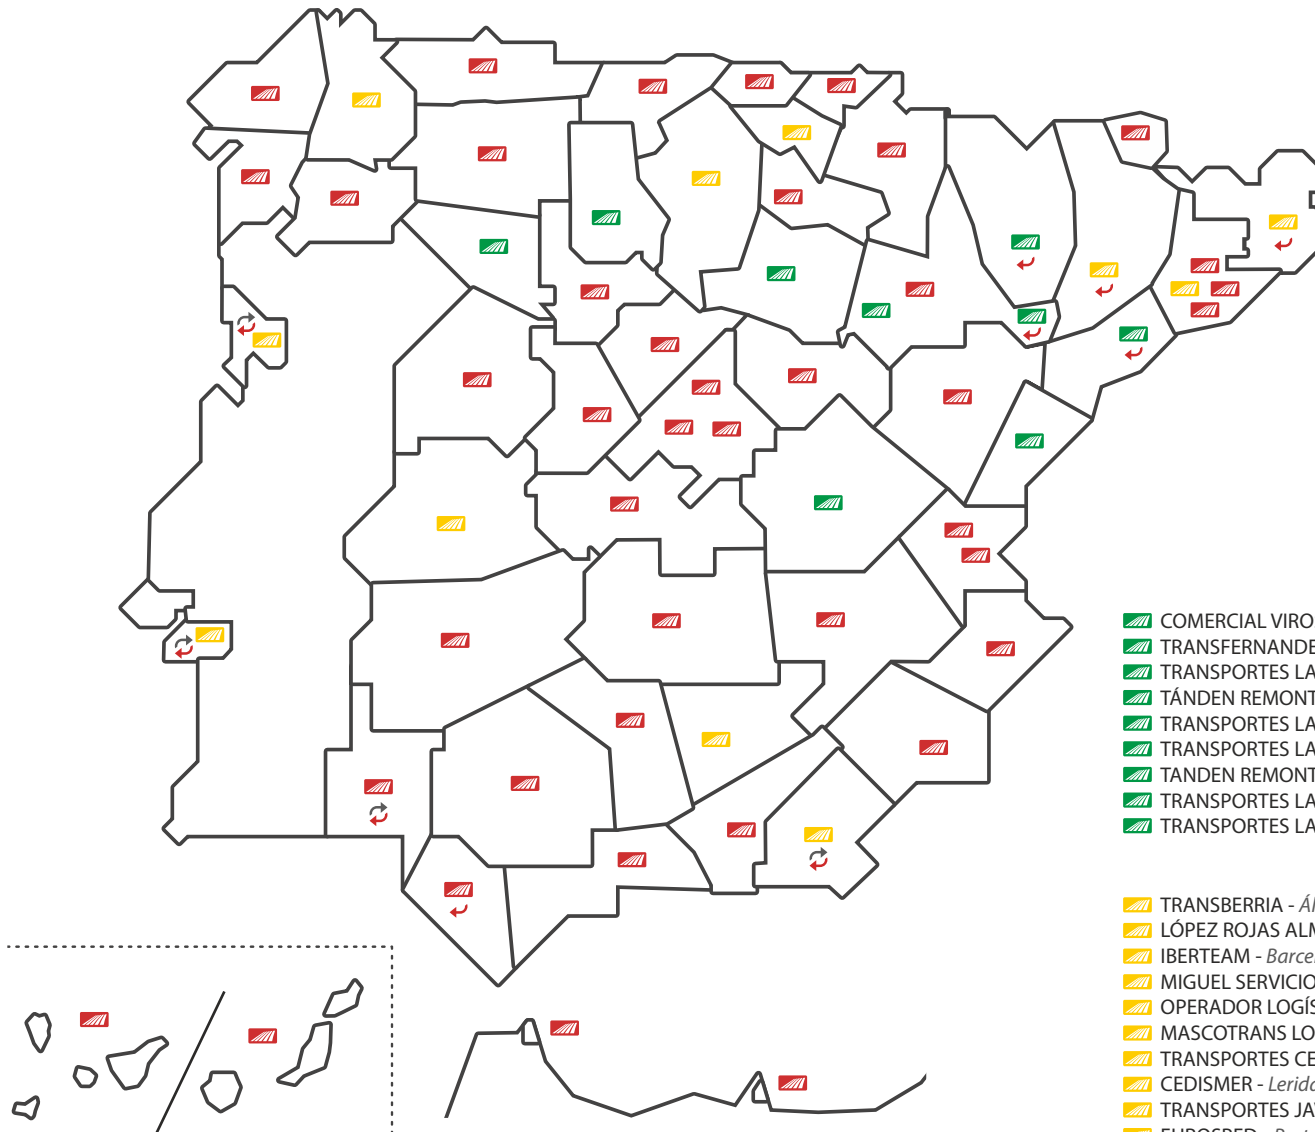 COMERCIAL VIRO
TRANSFERNANDE
TRANSPORTES LA
TÁNDEN REMONT
TRANSPORTES LA
TRANSPORTES LA
TANDEN REMONT
TRANSPORTES LA
TRANSPORTES LA
TRANSBERRIA - Ál
LÓPEZ ROJAS ALM
IBERTEAM - Barce
MIGUEL SERVICIO
OPERADOR LOGÍS
MASCOTRANS LO
TRANSPORTES CE
CEDISMER - Lerida
TRANSPORTES JA